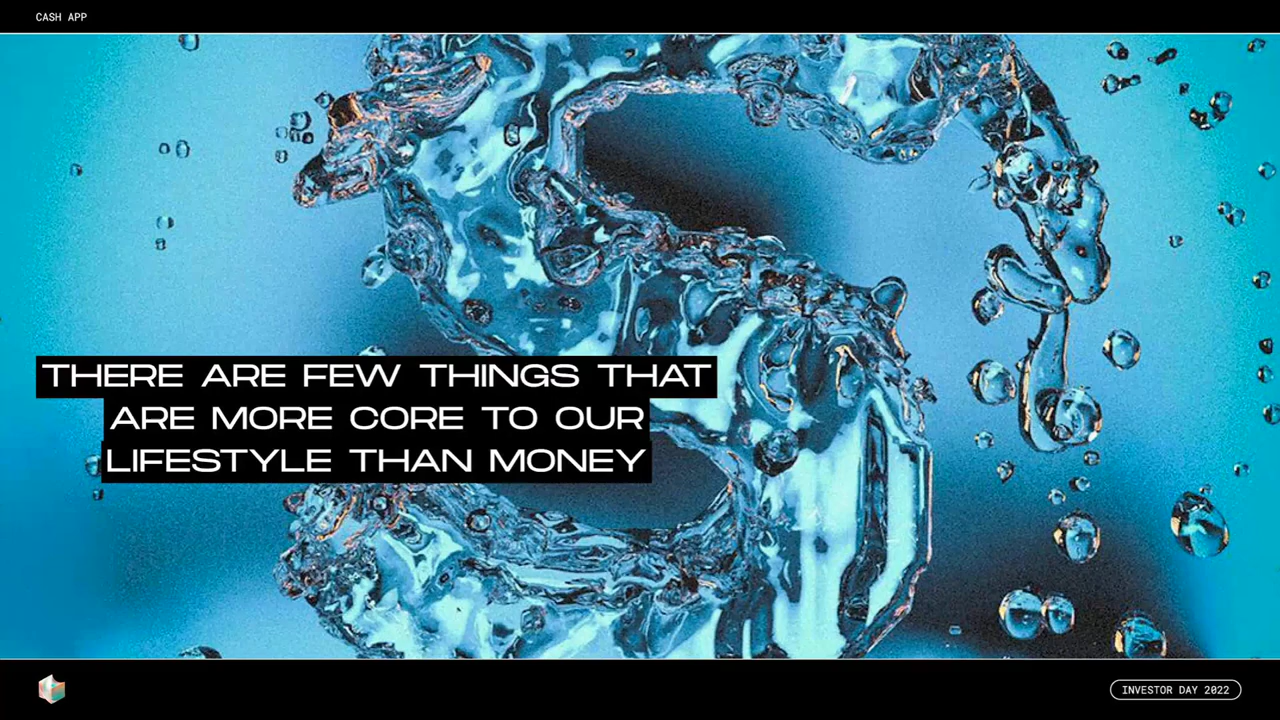 CASH APP
THERE ARE FEW THINGS THAT
ARE MORE CORE TO OUR
LIFESTYLE THAN MONEY
INVESTOR DAY 2022